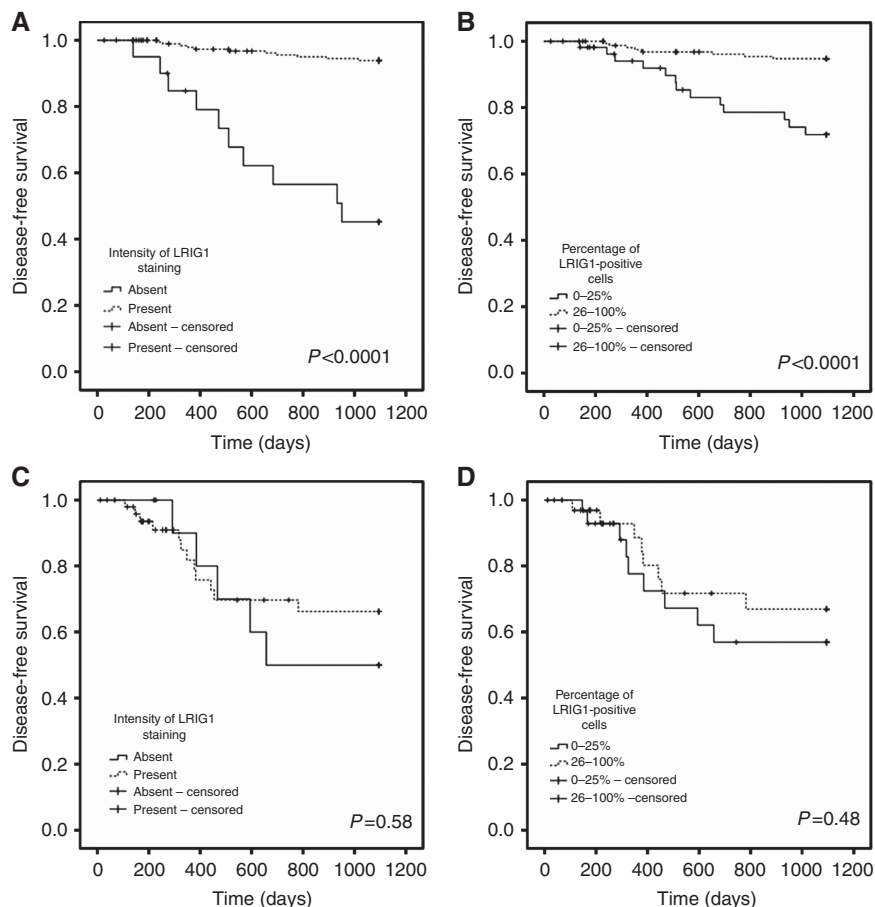 A
Disease-free survival
1.0
0.8
0.6
0.4
0.2
0.0
Intensity of LRIG1
staining
Absent
Present
Absent – censored
Present – censored
P<0.0001
0 200 400 600 800 1000 1200
Time (days)
B
Disease-free survival
1.0
0.8
0.6
0.4
0.2
0.0
Percentage of
LRIG1-positive
cells
0–25%
26–100%
0–25% – censored
26–100% – censored
P<0.0001
0 200 400 600 800 1000 1200
Time (days)
C
Disease-free survival
1.0
0.8
0.6
0.4
0.2
0.0
Intensity of LRIG1
staining
Absent
Present
Absent – censored
Present – censored
P=0.58
0 200 400 600 800 1000 1200
Time (days)
D
Disease-free survival
1.0
0.8
0.6
0.4
0.2
0.0
Percentage of
LRIG1-positive
cells
0–25%
26–100%
0–25% – censored
26–100% –censored
P=0.48
0 200 400 600 800 1000 1200
Time (days)